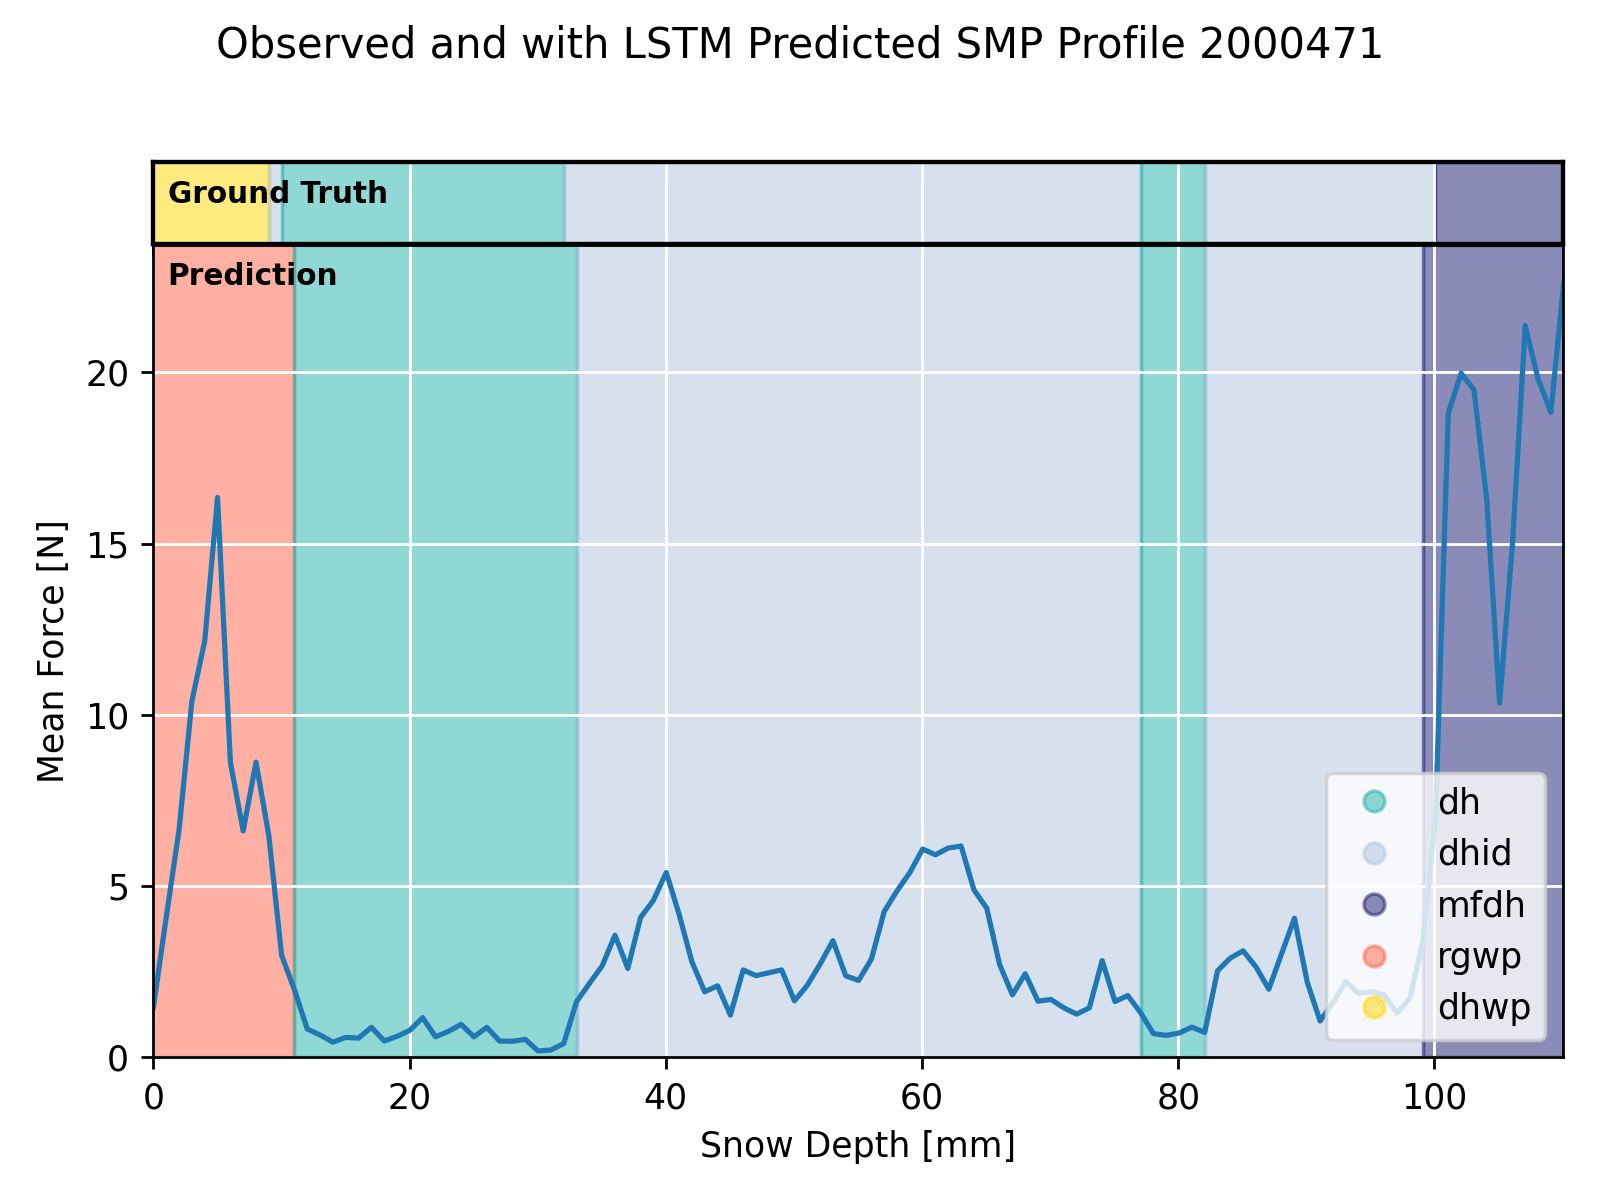 Observed and with LSTM Predicted SMP Profile 2000471
Ground Truth
Prediction
Mean Force [N]
20
15
10
5
0
dh
dhid
mfdh
rgwp
dhwp
0 20 40 60 80 100
Snow Depth [mm]